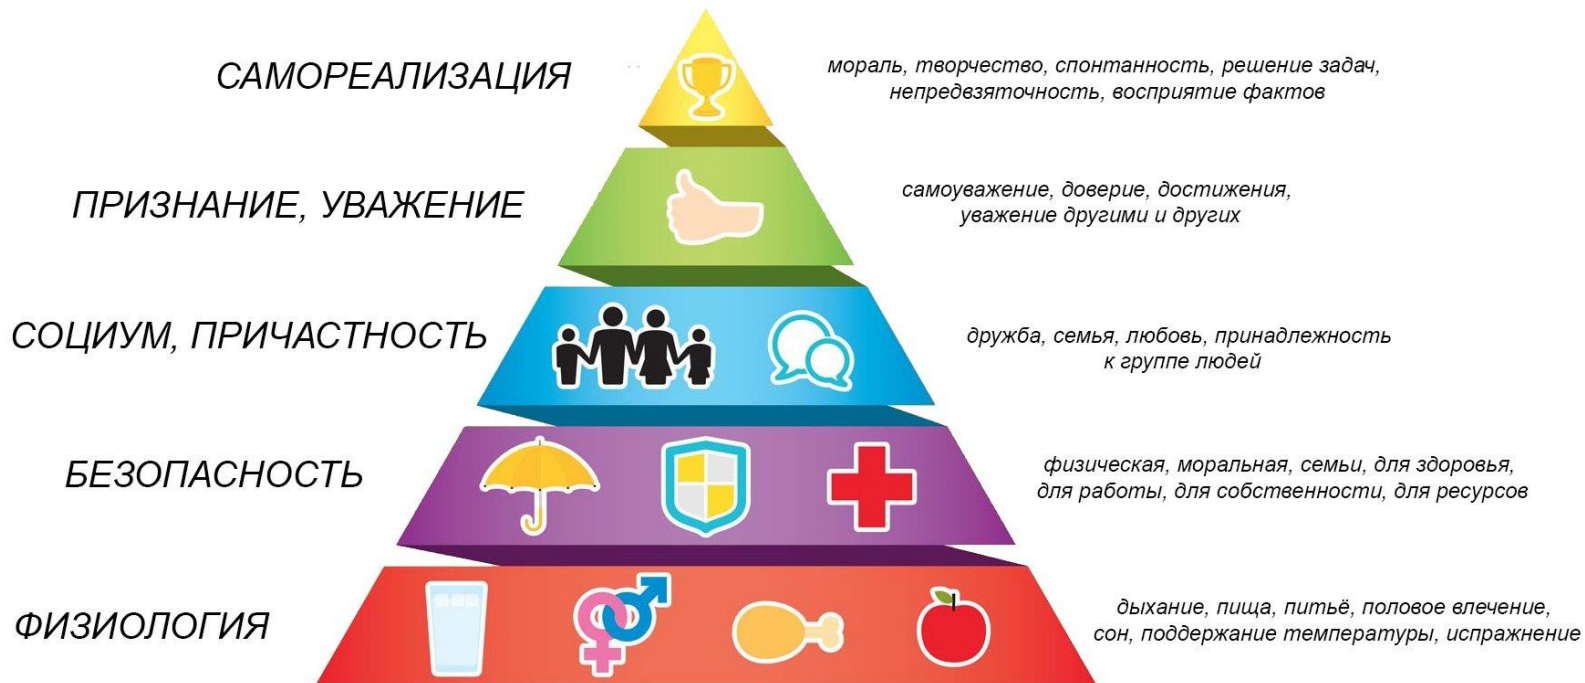 САМОРЕАЛИЗАЦИЯ
мораль, творчество, спонтанность, решение задач,
непредвзяточность, восприятие фактов
ПРИЗНАНИЕ, УВАЖЕНИЕ
самоуважение, доверие, достижения,
уважение другими и других
СОЦИУМ, ПРИЧАСТНОСТЬ
дружба, семья, любовь, принадлежность
к группе людей
БЕЗОПАСНОСТЬ
физическая, моральная, семьи, для здоровья,
для работы, для собственности, для ресурсов
ФИЗИОЛОГИЯ
дыхание, пища, питьё, половое влечение,
сон, поддержание температуры, испражнение